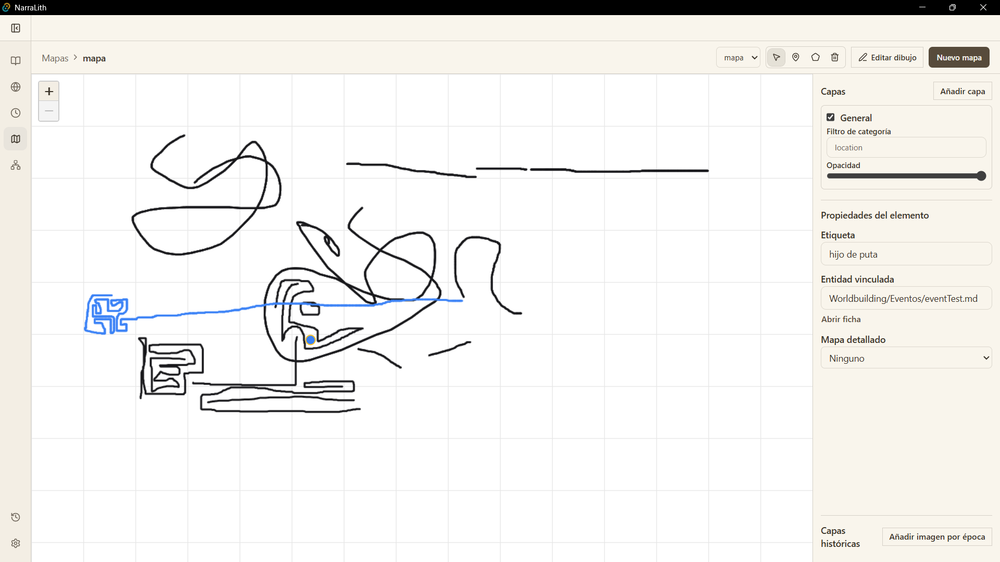 NarraLith
Mapas > mapa
mapa
Editar dibujo
Nuevo mapa
+
−
Capas
Añadir capa
General
Filtro de categoría
location
Opacidad
Propiedades del elemento
Etiqueta
hijo de puta
Entidad vinculada
Worldbuilding/Eventos/eventTest.md
Abrir ficha
Mapa detallado
Ninguno
Capas
históricas
Añadir imagen por época